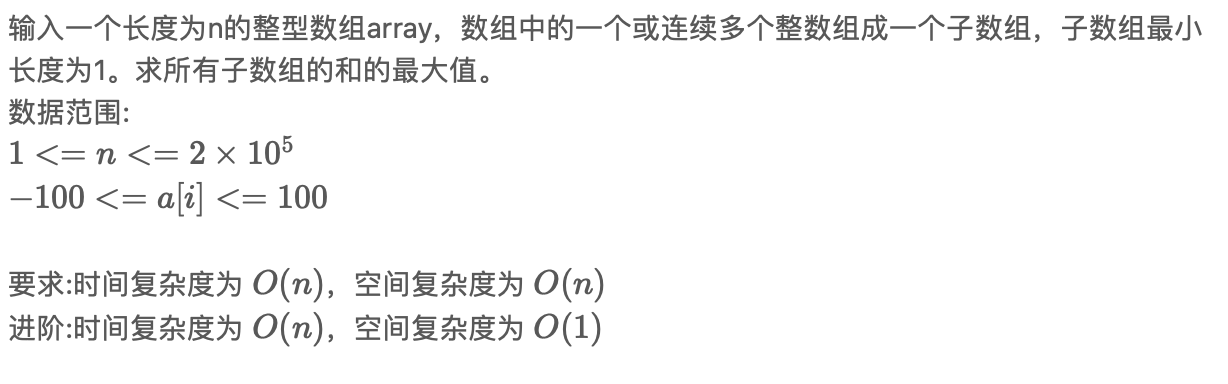 输入一个长度为n的整型数组array，数组中的一个或连续多个整数组成一个子数组，子数组最小
长度为1。求所有子数组的和的最大值。
数据范围:
1 <= n <= 2 × 10⁵
−100 <= a[i] <= 100
要求:时间复杂度为 O(n)，空间复杂度为 O(n)
进阶:时间复杂度为 O(n)，空间复杂度为 O(1)